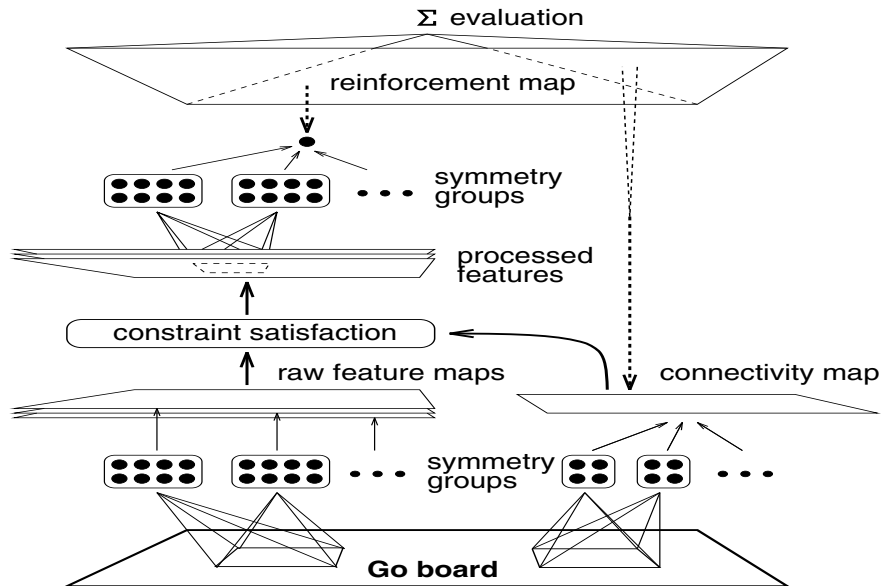 Σ evaluation
reinforcement map
symmetry
groups
processed
features
constraint satisfaction
raw feature maps
connectivity map
symmetry
groups
Go board